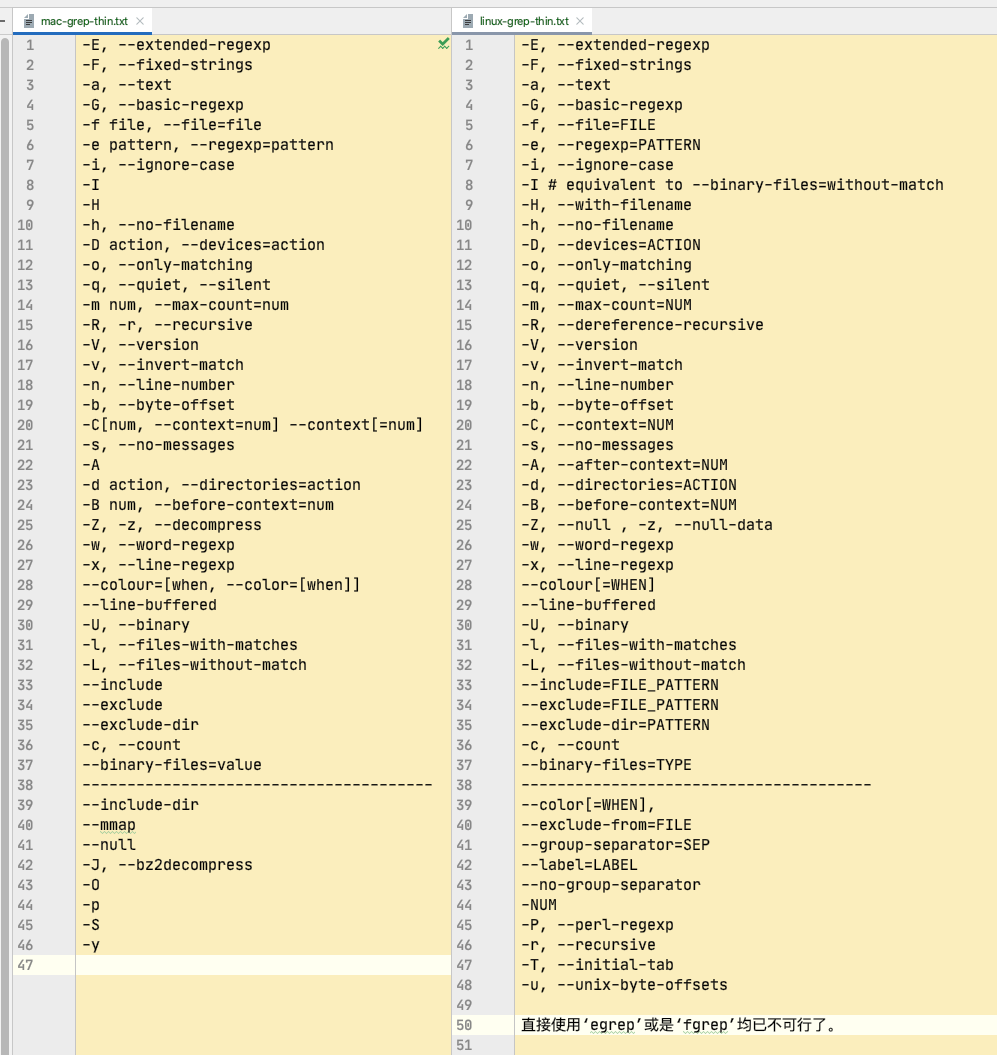 mac-grep-thin.txt
1 -E, --extended-regexp
2 -F, --fixed-strings
3 -a, --text
4 -G, --basic-regexp
5 -f file, --file=file
6 -e pattern, --regexp=pattern
7 -i, --ignore-case
8 -I
9 -H
10 -h, --no-filename
11 -D action, --devices=action
12 -o, --only-matching
13 -q, --quiet, --silent
14 -m num, --max-count=num
15 -R, -r, --recursive
16 -V, --version
17 -v, --invert-match
18 -n, --line-number
19 -b, --byte-offset
20 -C[num, --context=num] --context[=num]
21 -s, --no-messages
22 -A
23 -d action, --directories=action
24 -B num, --before-context=num
25 -Z, -z, --decompress
26 -w, --word-regexp
27 -x, --line-regexp
28 --colour=[when, --color=[when]]
29 --line-buffered
30 -U, --binary
31 -l, --files-with-matches
32 -L, --files-without-match
33 --include
34 --exclude
35 --exclude-dir
36 -c, --count
37 --binary-files=value
38 ---------------------------------------
39 --include-dir
40 --mmap
41 --null
42 -J, --bz2decompress
43 -O
44 -p
45 -S
46 -y
47
linux-grep-thin.txt
1 -E, --extended-regexp
2 -F, --fixed-strings
3 -a, --text
4 -G, --basic-regexp
5 -f, --file=FILE
6 -e, --regexp=PATTERN
7 -i, --ignore-case
8 -I # equivalent to --binary-files=without-match
9 -H, --with-filename
10 -h, --no-filename
11 -D, --devices=ACTION
12 -o, --only-matching
13 -q, --quiet, --silent
14 -m, --max-count=NUM
15 -R, --dereference-recursive
16 -V, --version
17 -v, --invert-match
18 -n, --line-number
19 -b, --byte-offset
20 -C, --context=NUM
21 -s, --no-messages
22 -A, --after-context=NUM
23 -d, --directories=ACTION
24 -B, --before-context=NUM
25 -Z, --null , -z, --null-data
26 -w, --word-regexp
27 -x, --line-regexp
28 --colour[=WHEN]
29 --line-buffered
30 -U, --binary
31 -l, --files-with-matches
32 -L, --files-without-match
33 --include=FILE_PATTERN
34 --exclude=FILE_PATTERN
35 --exclude-dir=PATTERN
36 -c, --count
37 --binary-files=TYPE
38 ---------------------------------------
39 --color[=WHEN],
40 --exclude-from=FILE
41 --group-separator=SEP
42 --label=LABEL
43 --no-group-separator
44 -NUM
45 -P, --perl-regexp
46 -r, --recursive
47 -T, --initial-tab
48 -u, --unix-byte-offsets
49
50 直接使用‘egrep’或是‘fgrep’均已不可行了。
51